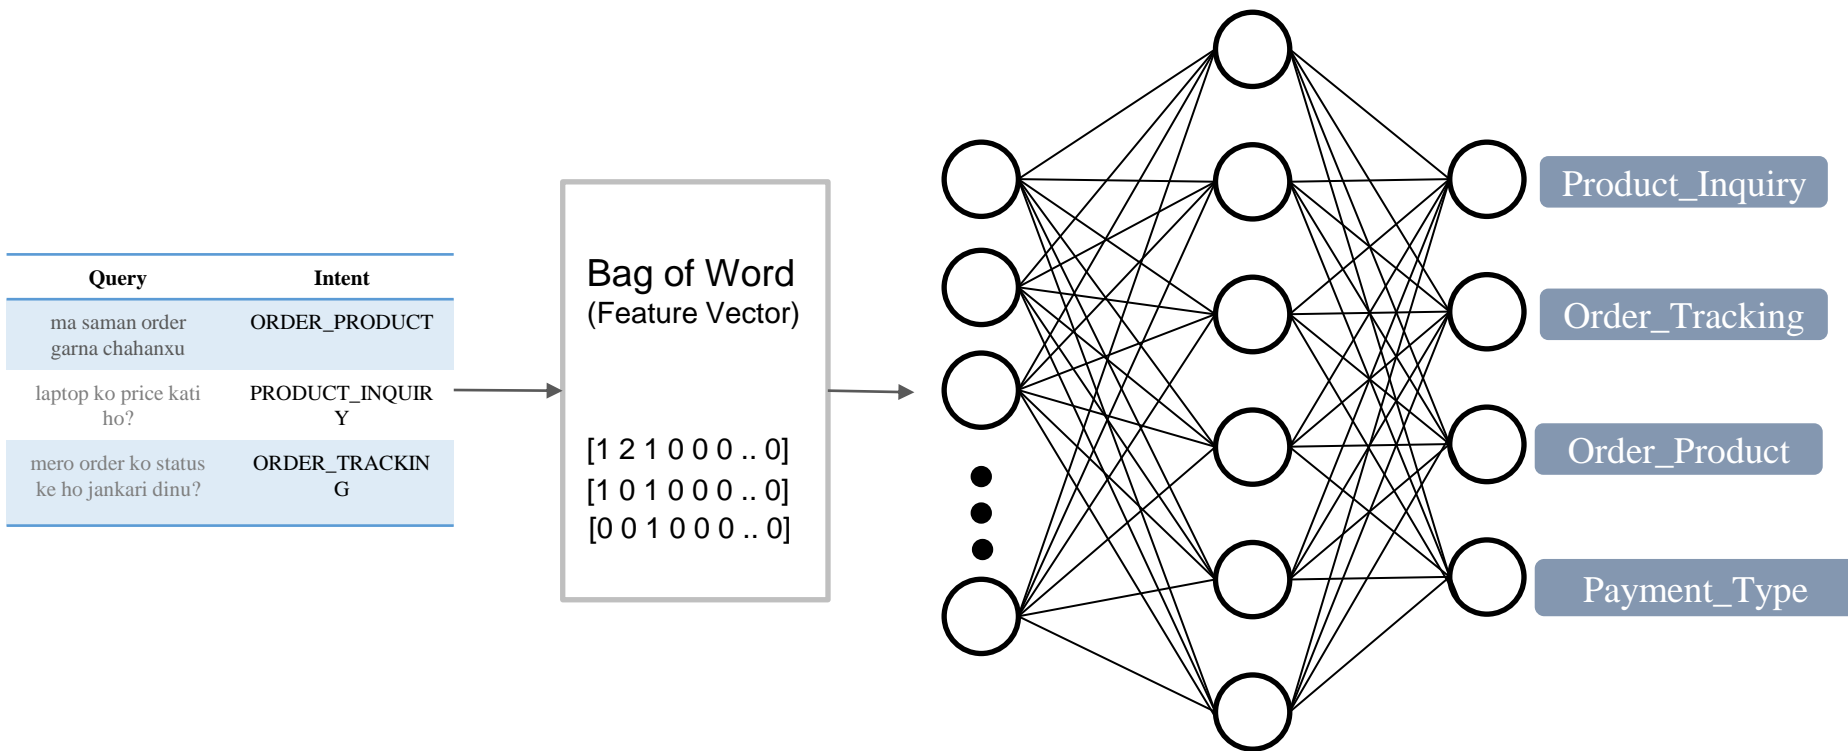 Query Intent
ma saman order ORDER_PRODUCT
garna chahanxu
laptop ko price kati PRODUCT_INQUIR
ho? Y
mero order ko status ORDER_TRACKIN
ke ho jankari dinu? G
Bag of Word
(Feature Vector)
[1 2 1 0 0 0 .. 0]
[1 0 1 0 0 0 .. 0]
[0 0 1 0 0 0 .. 0]
Product_Inquiry
Order_Tracking
Order_Product
Payment_Type